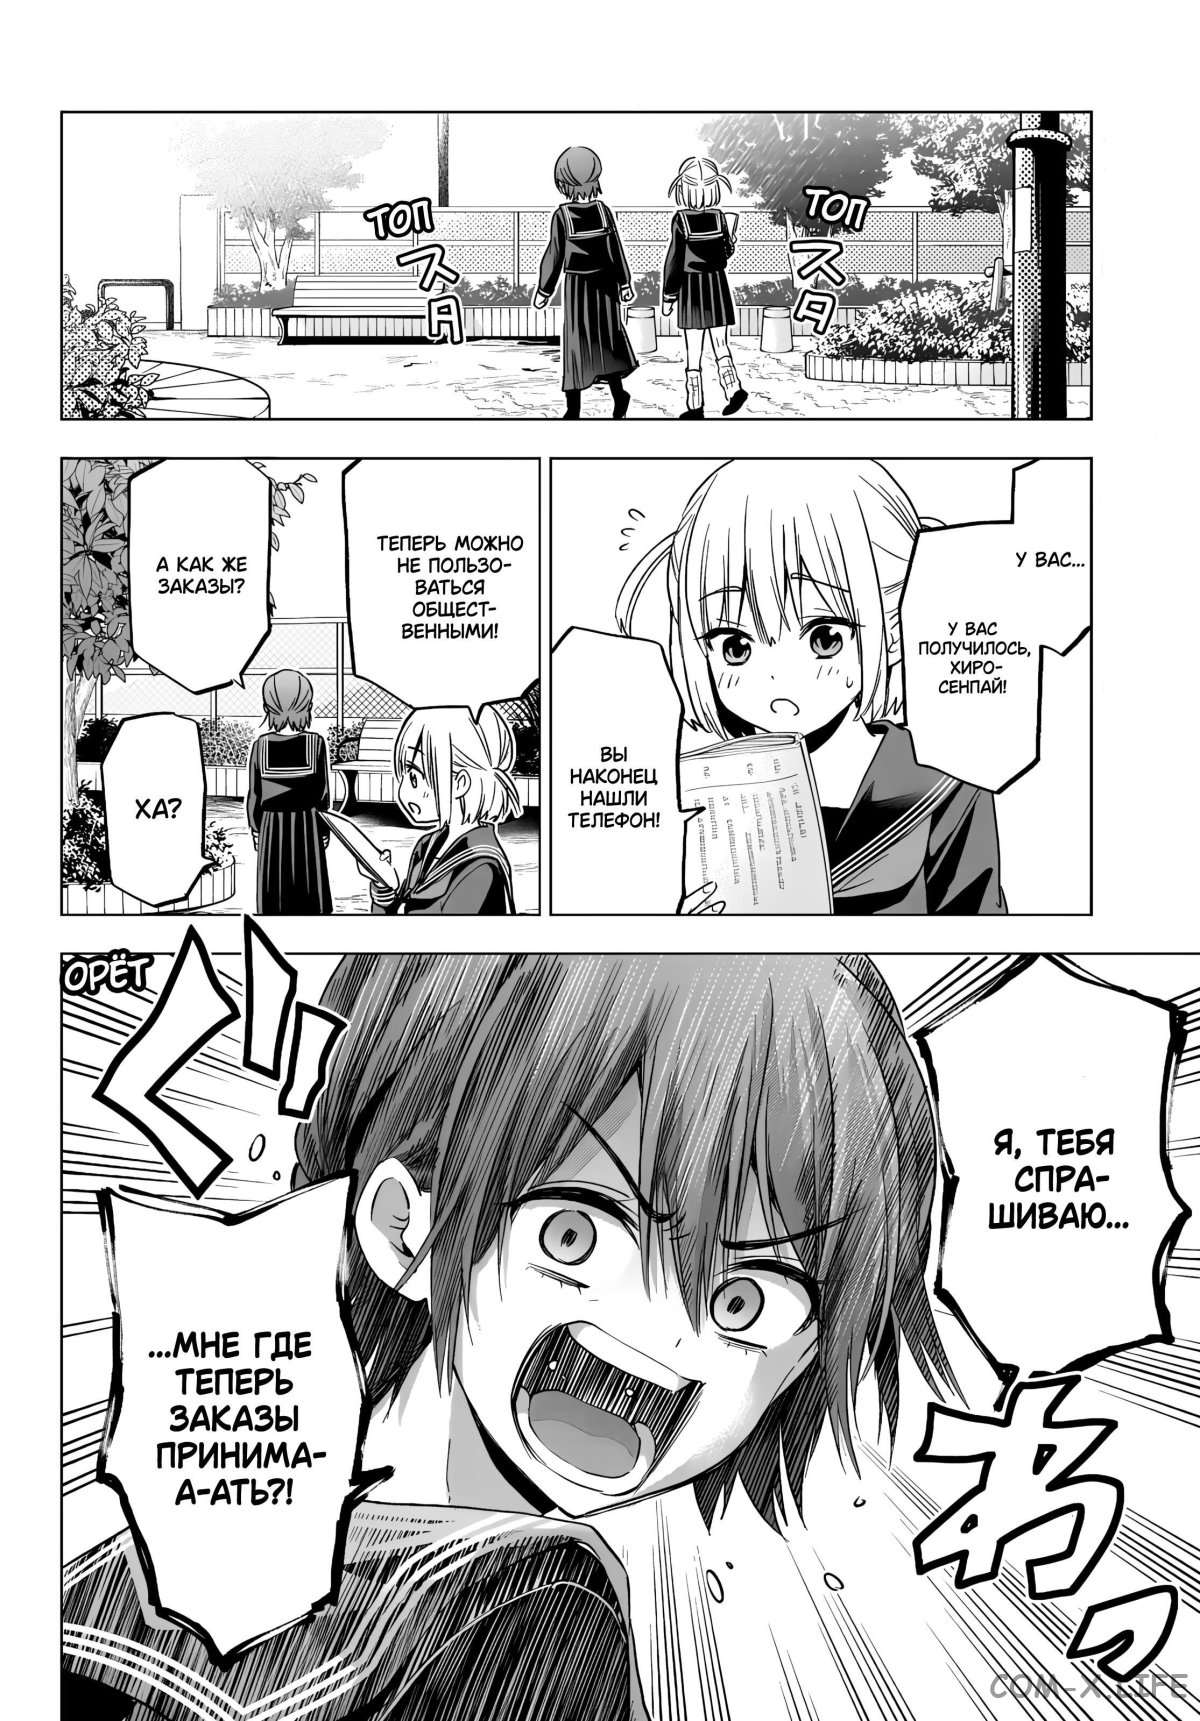 ТОП
スタ
ТОП
スタ
У ВАС...
У ВАС
ПОЛУЧИЛОСЬ,
ХИРО-
СЕНПАЙ!
ВЫ
НАКОНЕЦ
НАШЛИ
ТЕЛЕФОН!
ТЕПЕРЬ МОЖНО
НЕ ПОЛЬЗО-
ВАТЬСЯ
ОБЩЕСТ-
ВЕННЫМИ!
А КАК ЖЕ
ЗАКАЗЫ?
ХА?
ОРЁТ
Я, ТЕБЯ
СПРА-
ШИВАЮ...
...МНЕ ГДЕ
ТЕПЕРЬ
ЗАКАЗЫ
ПРИНИМА-
А-АТЬ?!
COM-X.LIFE